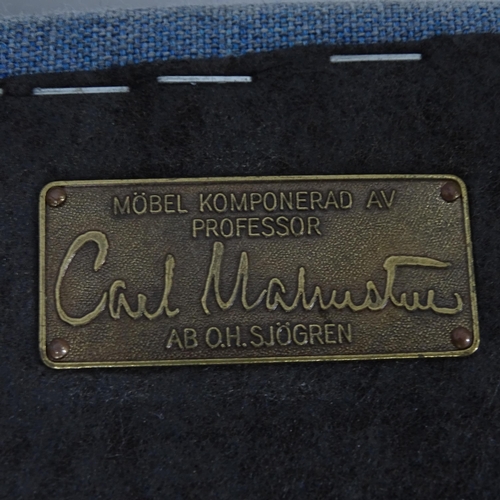 MÖBEL KOMPONERAD AV
PROFESSOR
Carl Malmsten
AB O.H. SJÖGREN